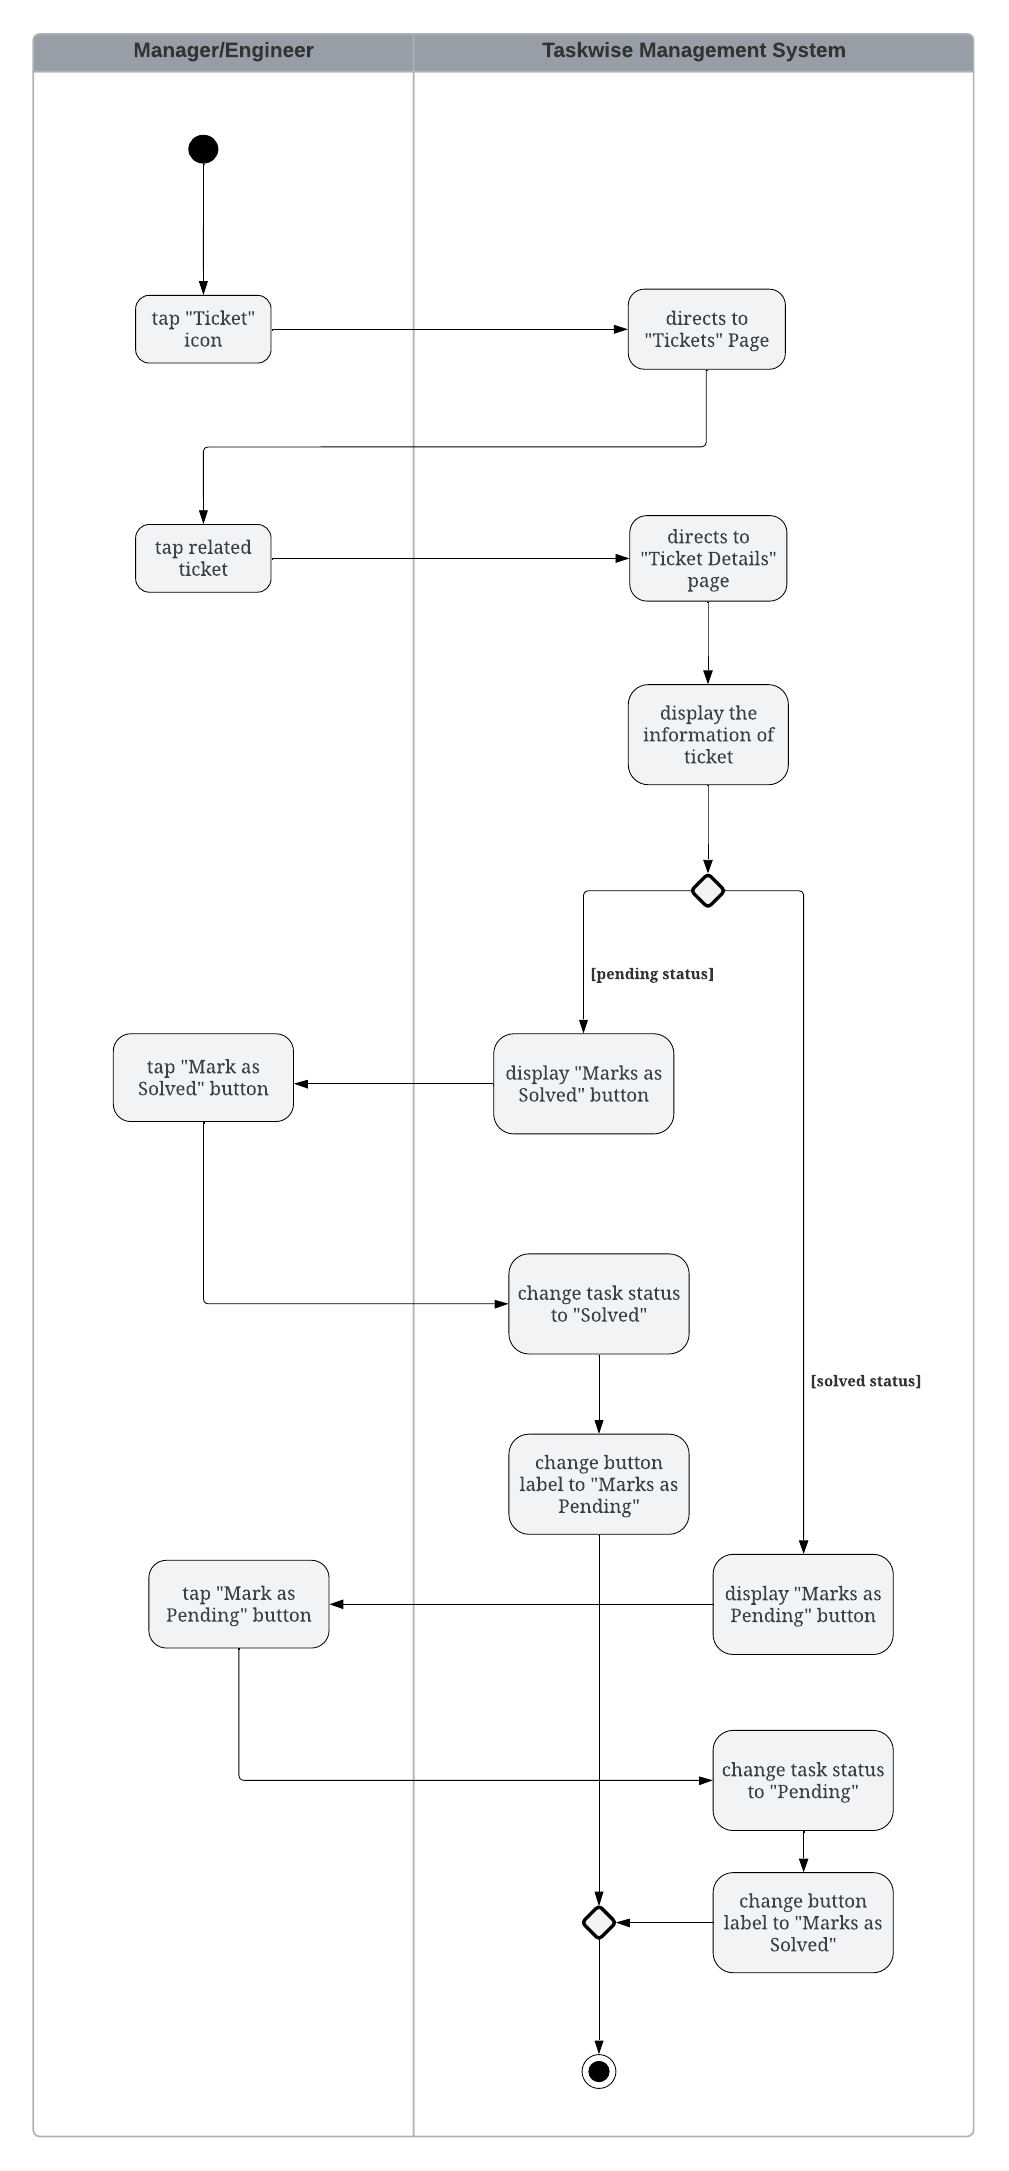 Manager/Engineer
Taskwise Management System
tap "Ticket"
icon
directs to
"Tickets" Page
tap related
ticket
directs to
"Ticket Details"
page
display the
information of
ticket
[pending status]
tap "Mark as
Solved" button
display "Marks as
Solved" button
change task status
to "Solved"
[solved status]
change button
label to "Marks as
Pending"
tap "Mark as
Pending" button
display "Marks as
Pending" button
change task status
to "Pending"
change button
label to "Marks as
Solved"